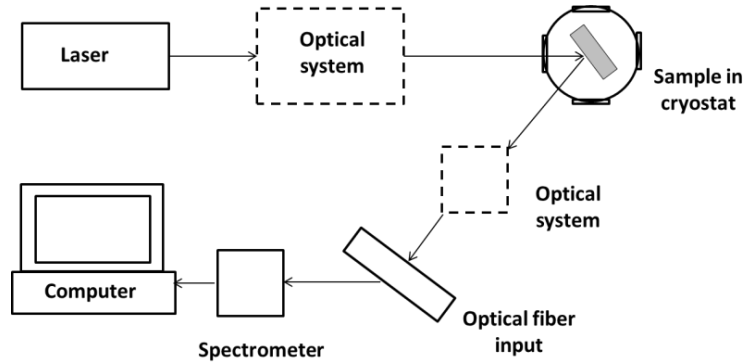 Laser
Optical
system
Sample in
cryostat
Optical
system
Computer
Optical fiber
input
Spectrometer